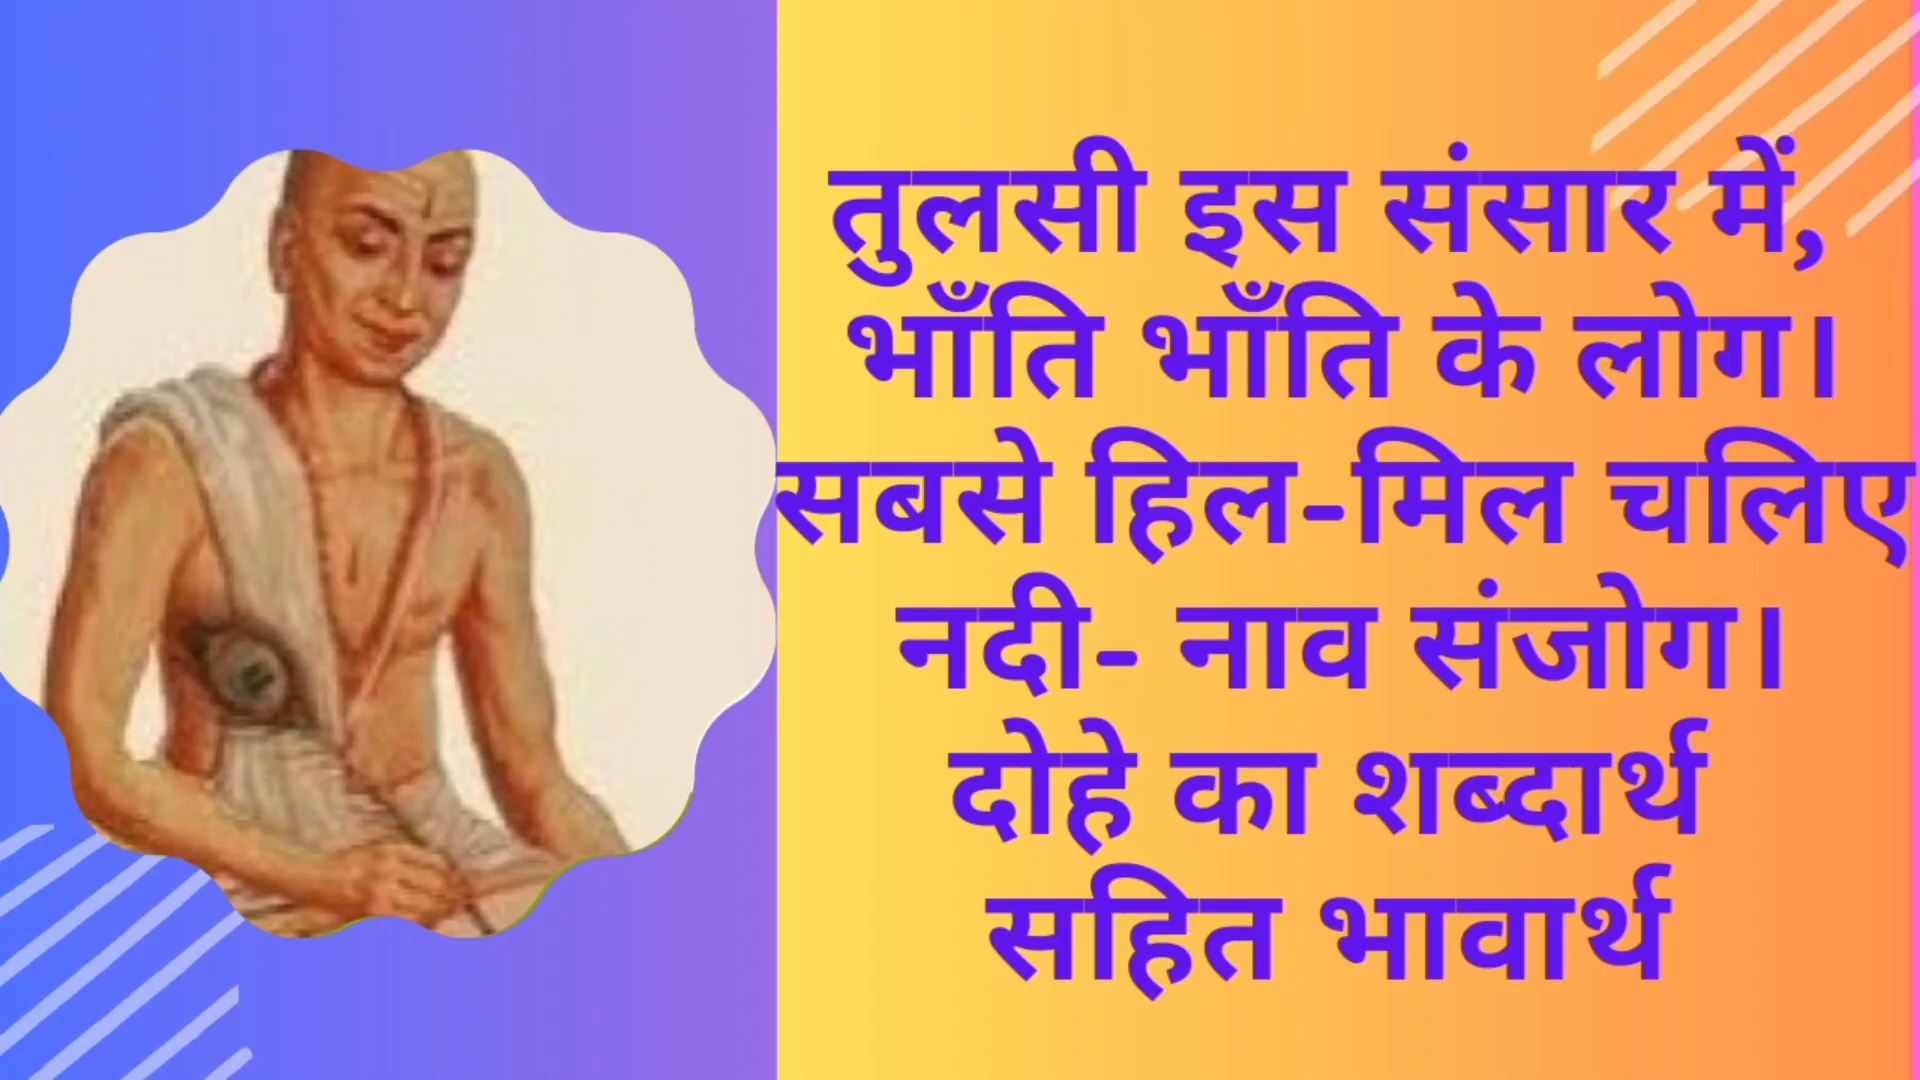 तुलसी इस संसार में,
भाँति भाँति के लोग।
सबसे हिल-मिल चलिए
नदी- नाव संजोग।
दोहे का शब्दार्थ
सहित भावार्थ